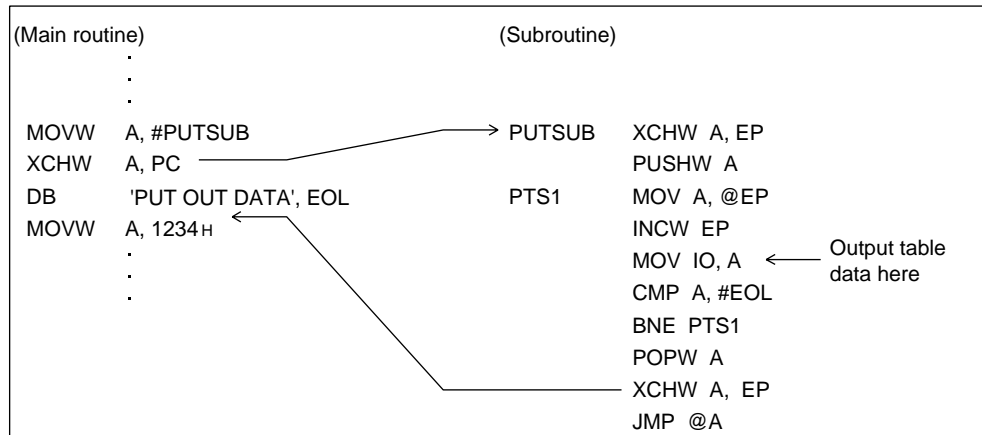 (Main routine) (Subroutine)
.
.
.
MOVW A, #PUTSUB PUTSUB XCHW A, EP
XCHW A, PC PUSHW A
DB 'PUT OUT DATA', EOL PTS1 MOV A, @EP
MOVW A, 1234H INCW EP
. MOV IO, A Output table
. data here
. CMP A, #EOL
BNE PTS1
POPW A
XCHW A, EP
JMP @A